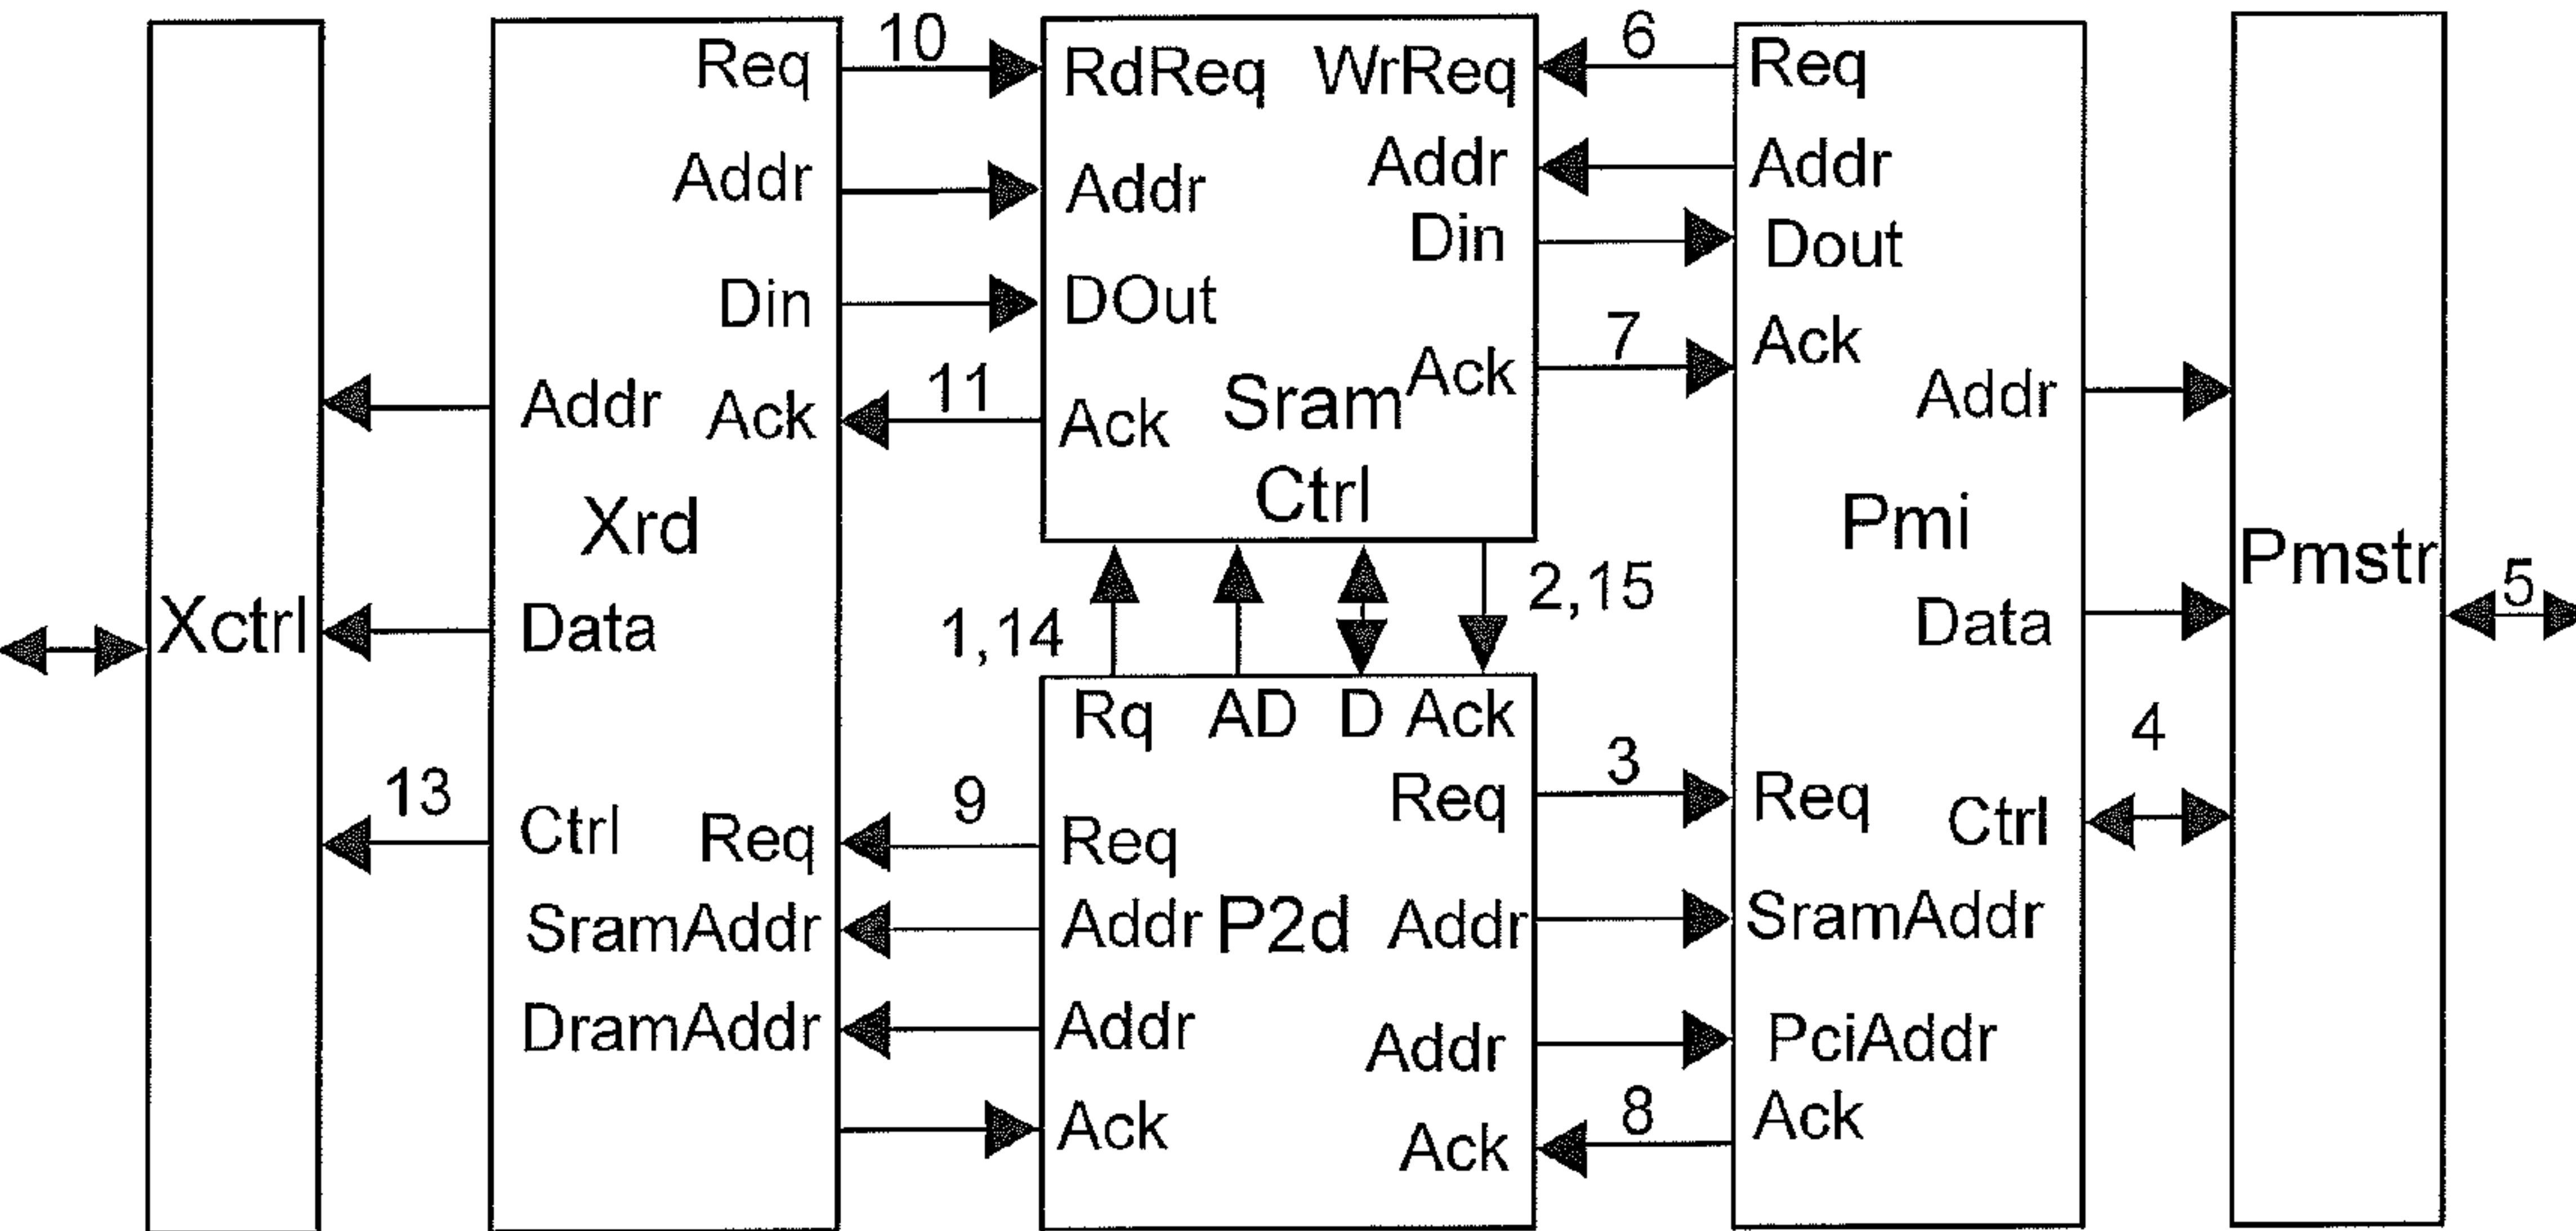 Xctrl
Req
Addr
Din
Addr
Ack
Xrd
Data
Ctrl
Req
SramAddr
DramAddr
10
11
13
9
RdReq
WrReq
Addr
Addr
Din
DOut
Ack
Sram
Ack
Ctrl
1,14
2,15
Rq
AD
D
Ack
Req
Req
Addr
P2d
Addr
Addr
Addr
Ack
Ack
6
7
3
8
Req
Addr
Dout
Ack
Addr
Pmi
Data
Req
Ctrl
SramAddr
PciAddr
Ack
4
Pmstr
5